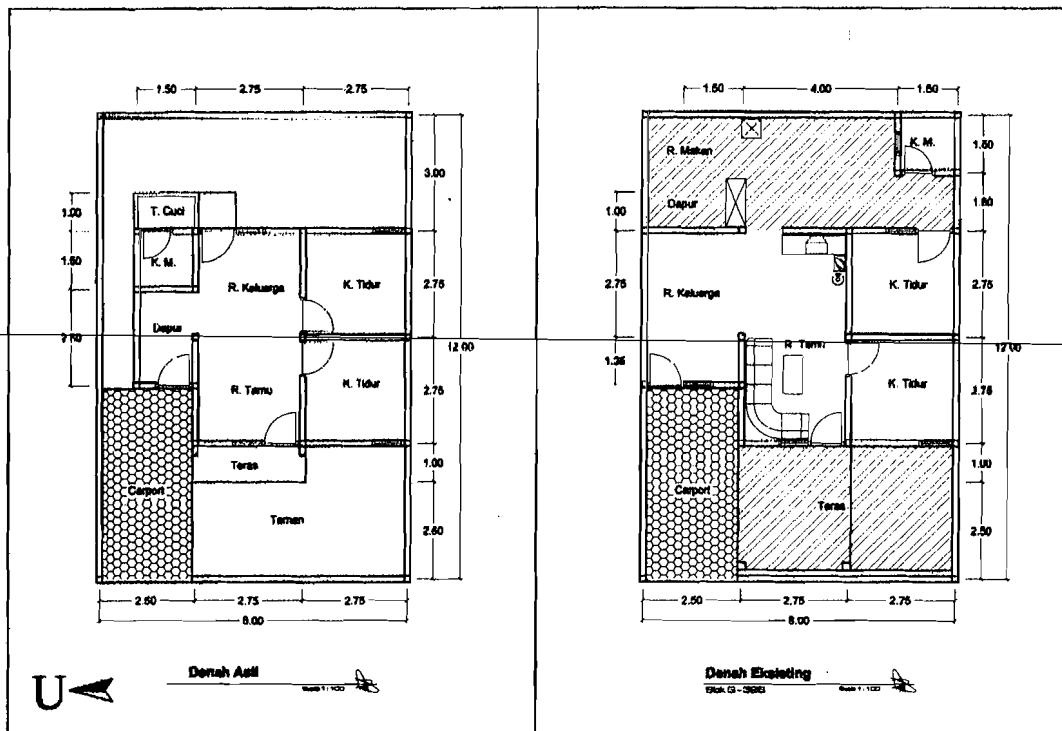 1.50 2.75 2.75
3.00
1.00
T. Cuci
K. M.
1.50
R. Keluarga
K. Tidur
2.75
Dapur
12.00
R. Tamu
K. Tidur
2.75
Teras
1.00
Carport
Taman
2.50
2.50 2.75 2.75
8.00
Denah Asli
U
1.50 4.00 1.50
R. Makan
K. M.
1.50
1.00
Dapur
2.75
R. Keluarga
K. Tidur
2.75
R. Tamu
12.00
1.25
K. Tidur
2.75
1.00
Carport
Teras
2.50
2.50 2.75 2.75
8.00
Denah Eksisting